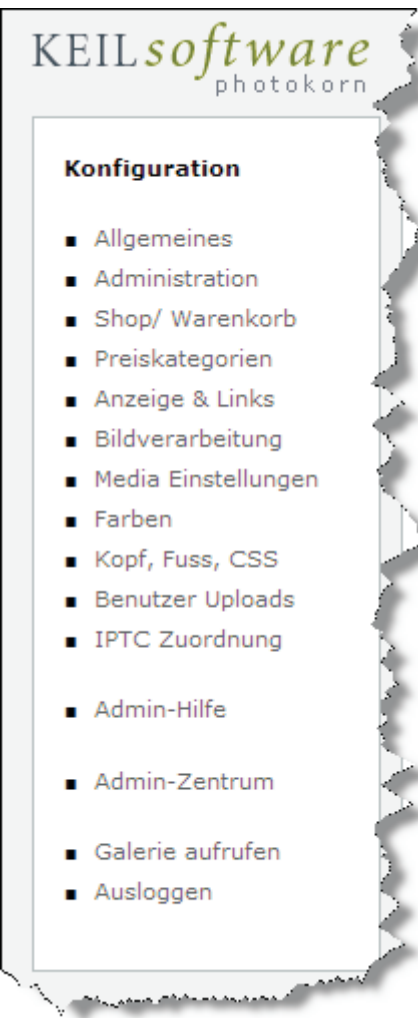 KEILsoftware
photokorn
Konfiguration
Allgemeines
Administration
Shop/ Warenkorb
Preiskategorien
Anzeige & Links
Bildverarbeitung
Media Einstellungen
Farben
Kopf, Fuss, CSS
Benutzer Uploads
IPTC Zuordnung
Admin-Hilfe
Admin-Zentrum
Galerie aufrufen
Ausloggen